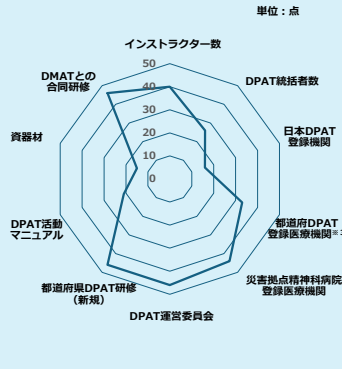 単位：点
インストラクター数
DPAT統括者数
日本DPAT
登録機関
都道府DPAT
登録医療機関※
災害拠点精神科病院
登録医療機関
DPAT運営委員会
都道府県DPAT研修
（新規）
DPAT活動
マニュアル
資器材
DMATとの
合同研修
50
40
30
20
10
0